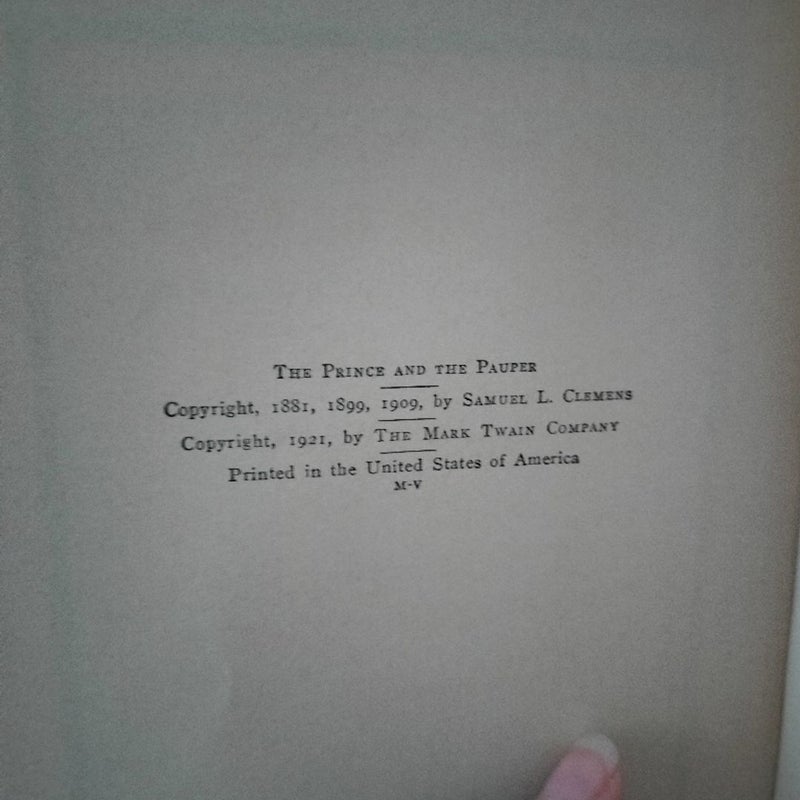 THE PRINCE AND THE PAUPER
Copyright, 1881, 1899, 1909, by SAMUEL L. CLEMENS
Copyright, 1921, by THE MARK TWAIN COMPANY
Printed in the United States of America
M-V